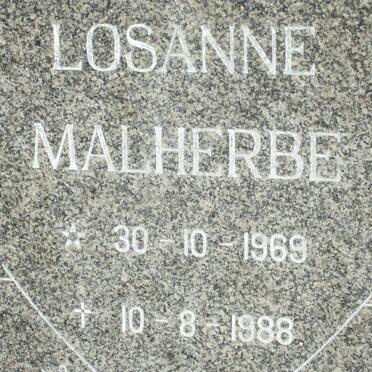 LOSANNE
MALHERBE
☆ 30-10-1969
† 10-8-1988